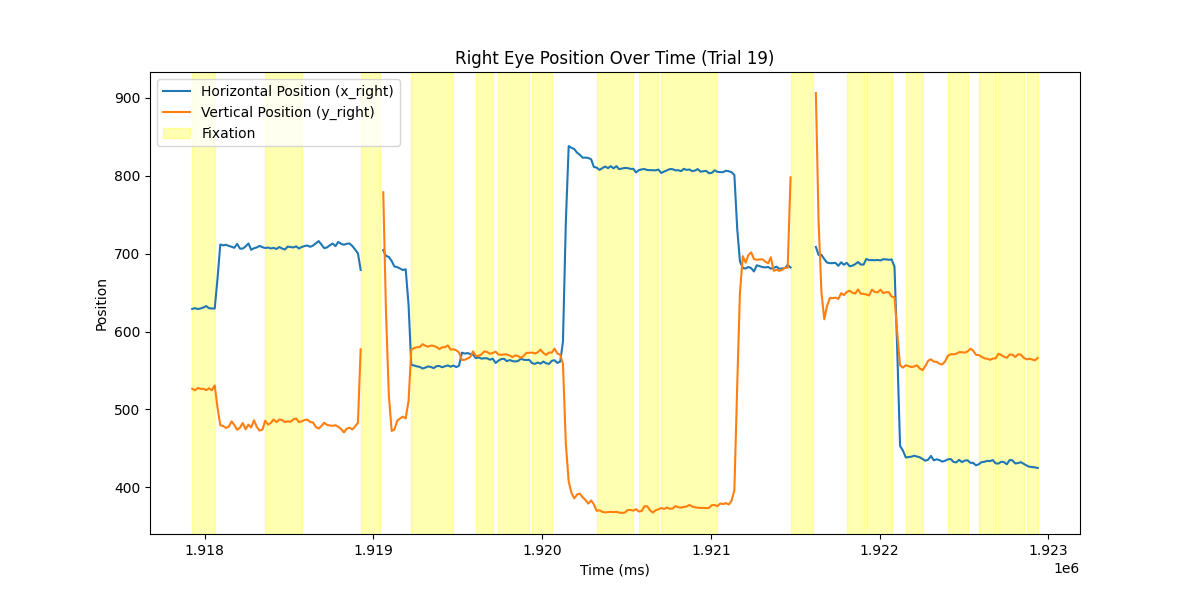 Right Eye Position Over Time (Trial 19)
Horizontal Position (x_right)
Vertical Position (y_right)
Fixation
Position
900
800
700
600
500
400
1.918 1.919 1.920 1.921 1.922 1.923
1e6
Time (ms)